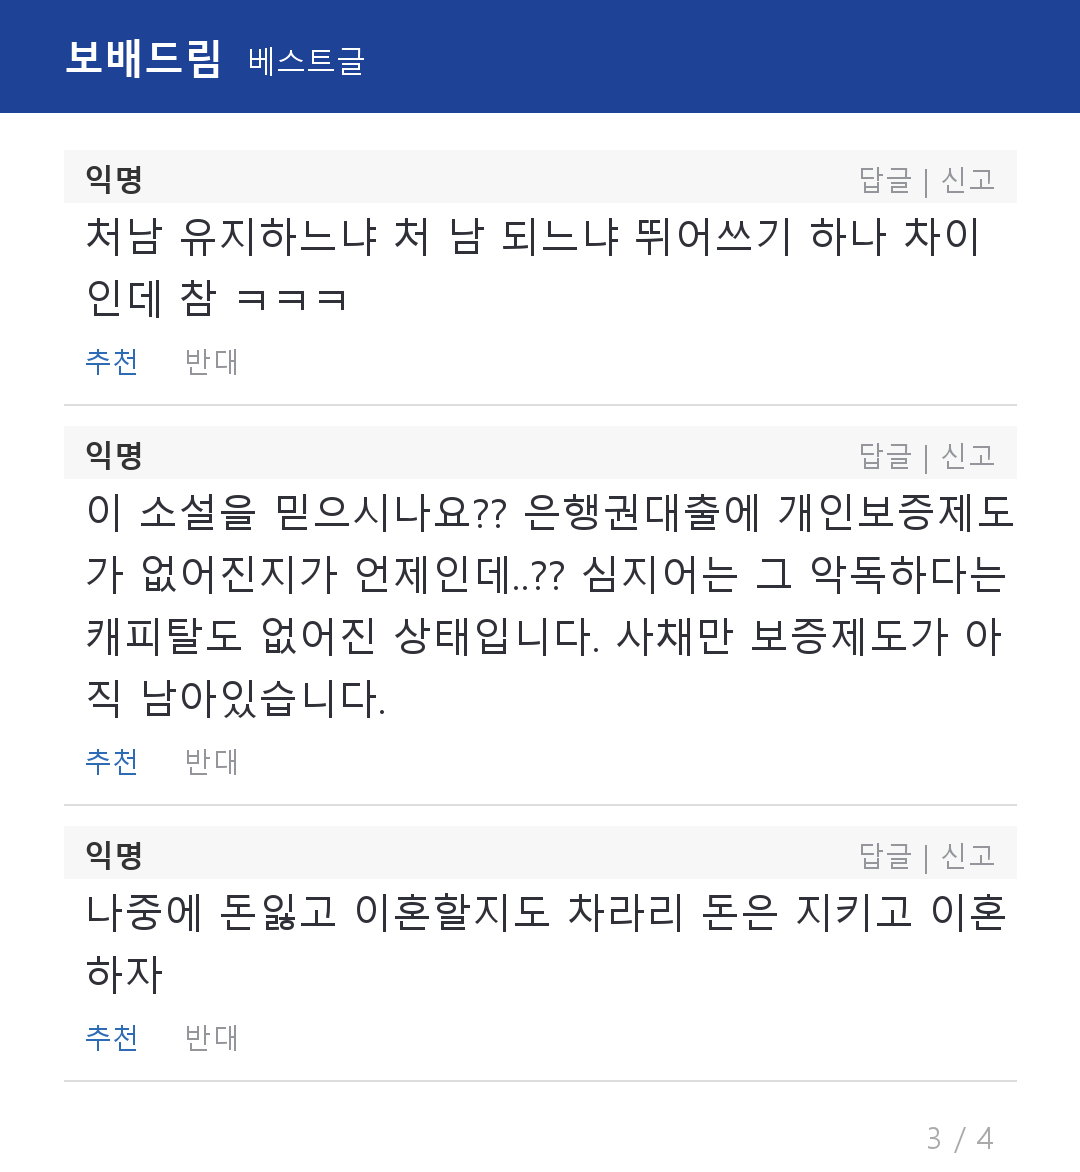 보배드림 베스트글
익명 답글 | 신고
처남 유지하느냐 처 남 되느냐 뛰어쓰기 하나 차이
인데 참 ㅋㅋㅋ
추천 반대
익명 답글 | 신고
이 소설을 믿으시나요?? 은행권대출에 개인보증제도
가 없어진지가 언제인데..?? 심지어는 그 악독하다는
캐피탈도 없어진 상태입니다. 사채만 보증제도가 아
직 남아있습니다.
추천 반대
익명 답글 | 신고
나중에 돈잃고 이혼할지도 차라리 돈은 지키고 이혼
하자
추천 반대
3 / 4